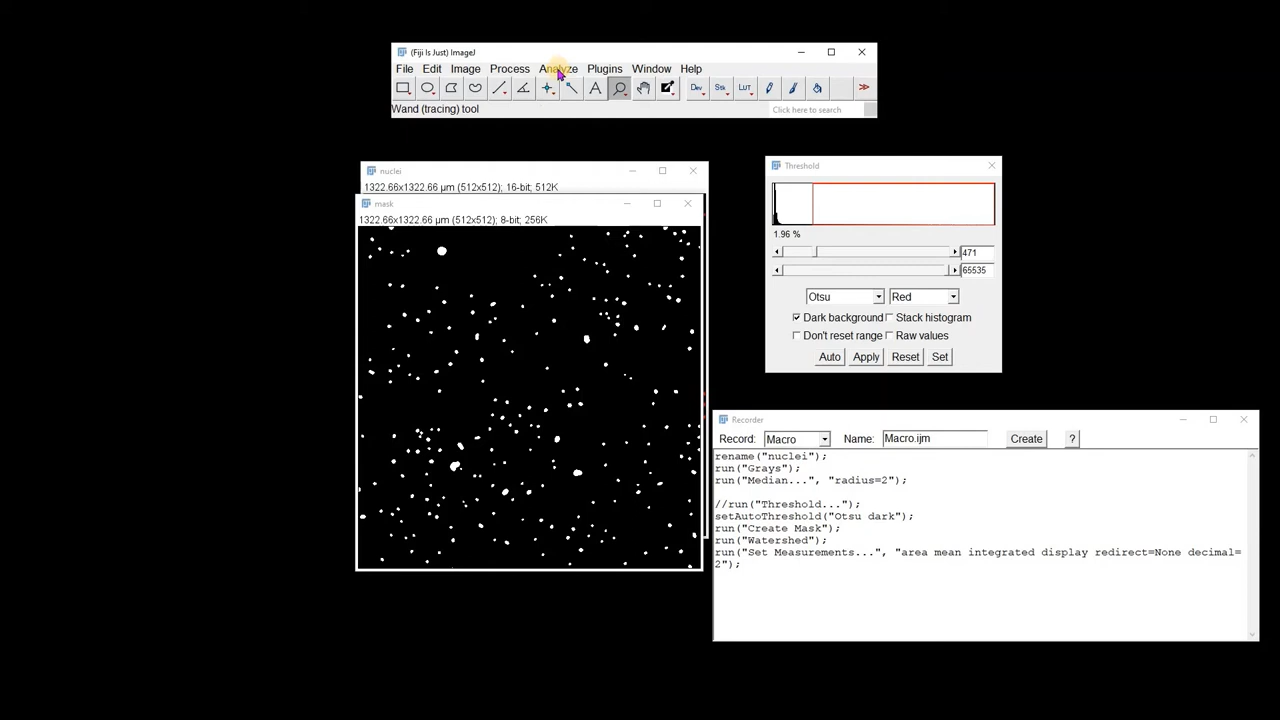 (Fiji Is Just) ImageJ
File Edit Image Process Analyze Plugins Window Help
Dev Stk LUT >>
Wand (tracing) tool
Click here to search
nuclei
1322.66x1322.66 µm (512x512); 16-bit; 512K
mask
1322.66x1322.66 µm (512x512); 8-bit; 256K
Threshold
1.96 %
471
65535
Otsu Red
Dark background Stack histogram
Don't reset range Raw values
Auto Apply Reset Set
Recorder
Record: Macro Name: Macro.ijm Create ?
rename("nuclei");
run("Grays");
run("Median...", "radius=2");
//run("Threshold...");
setAutoThreshold("Otsu dark");
run("Create Mask");
run("Watershed");
run("Set Measurements...", "area mean integrated display redirect=None decimal=
2");